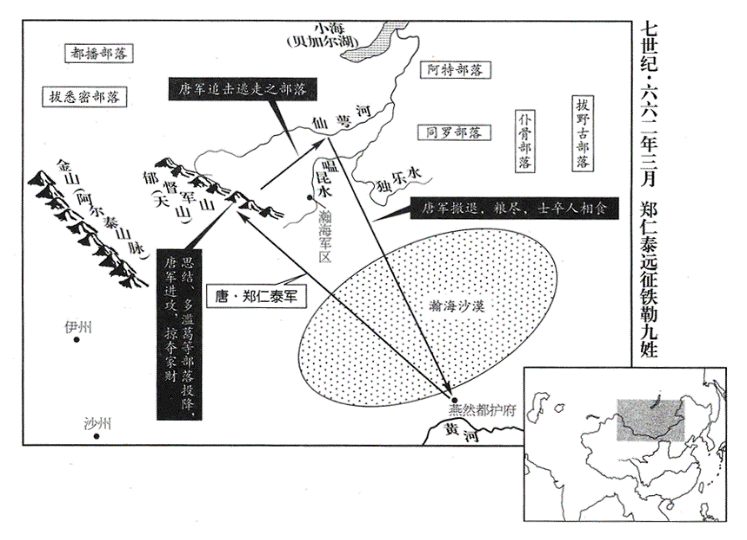 七世纪·六六二年三月 郑仁泰远征铁勒九姓
小海
(贝加尔湖)
都播部落
拔悉密部落
唐军追击逃走之部落
阿特部落
仙萼河
同罗部落
仆骨部落
拔野古部落
金山(阿尔泰山脉)
郁督军山
(天山)
嗢昆水
独乐水
瀚海军区
唐军撤退,粮尽,士卒人相食
思结、多滥葛等部落投降,
唐军进攻、掠夺家财
唐·郑仁泰军
瀚海沙漠
伊州
沙州
燕然都护府
黄河